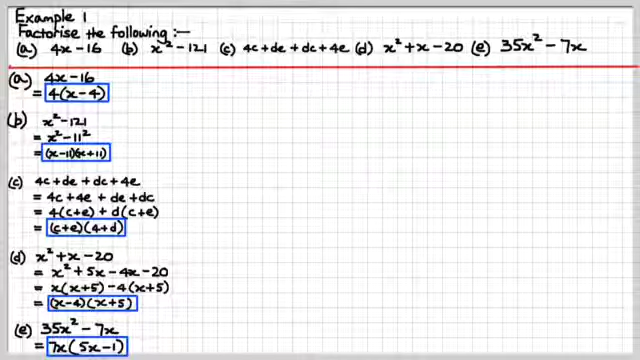 Example 1
Factorise the following :—
(a) 4x - 16 (b) x² - 121 (c) 4c + de + dc + 4e (d) x² + x - 20 (e) 35x² - 7x
(a) 4x - 16
= 4(x - 4)
(b) x² - 121
= x² - 11²
= (x - 11)(x + 11)
(c) 4c + de + dc + 4e
= 4c + 4e + de + dc
= 4(c + e) + d(c + e)
= (c + e)(4 + d)
(d) x² + x - 20
= x² + 5x - 4x - 20
= x(x + 5) - 4(x + 5)
= (x - 4)(x + 5)
(e) 35x² - 7x
= 7x(5x - 1)